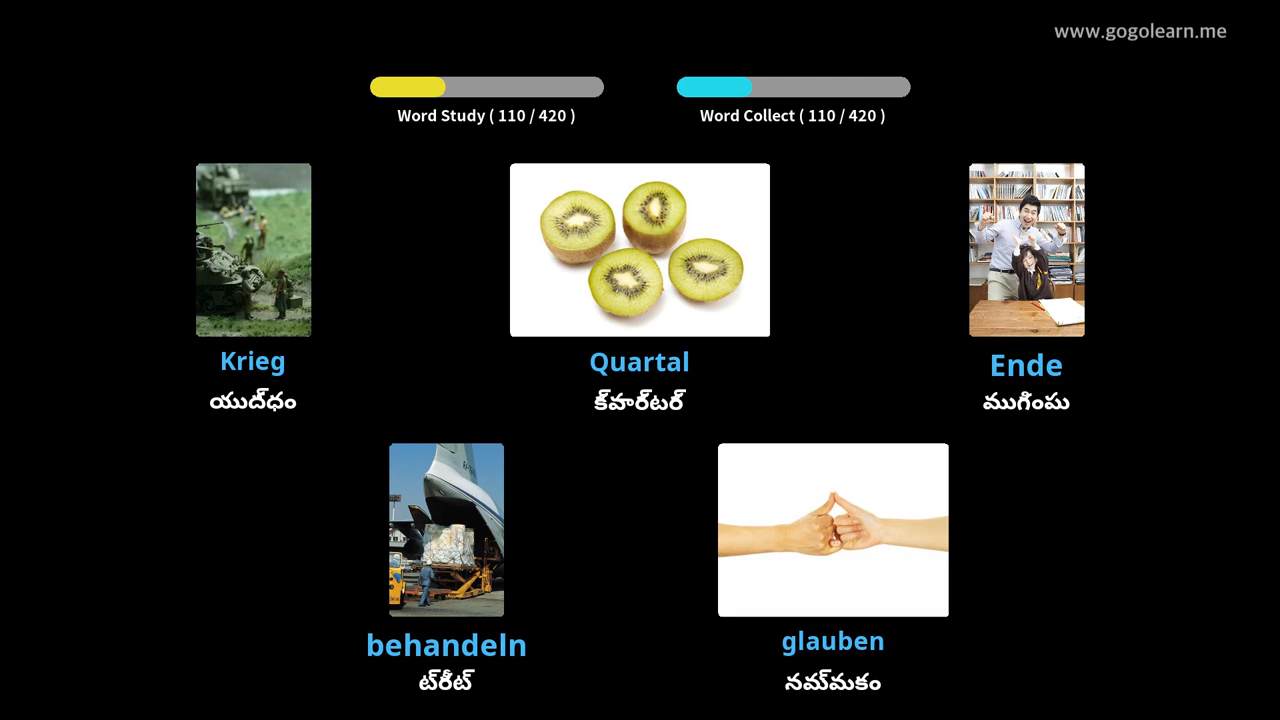 www.gogolearn.me
Word Study ( 110 / 420 )
Word Collect ( 110 / 420 )
Krieg
యుద్ధం
Quartal
క్వార్టర్
Ende
ముగింపు
behandeln
ట్రీట్
glauben
నమ్మకం